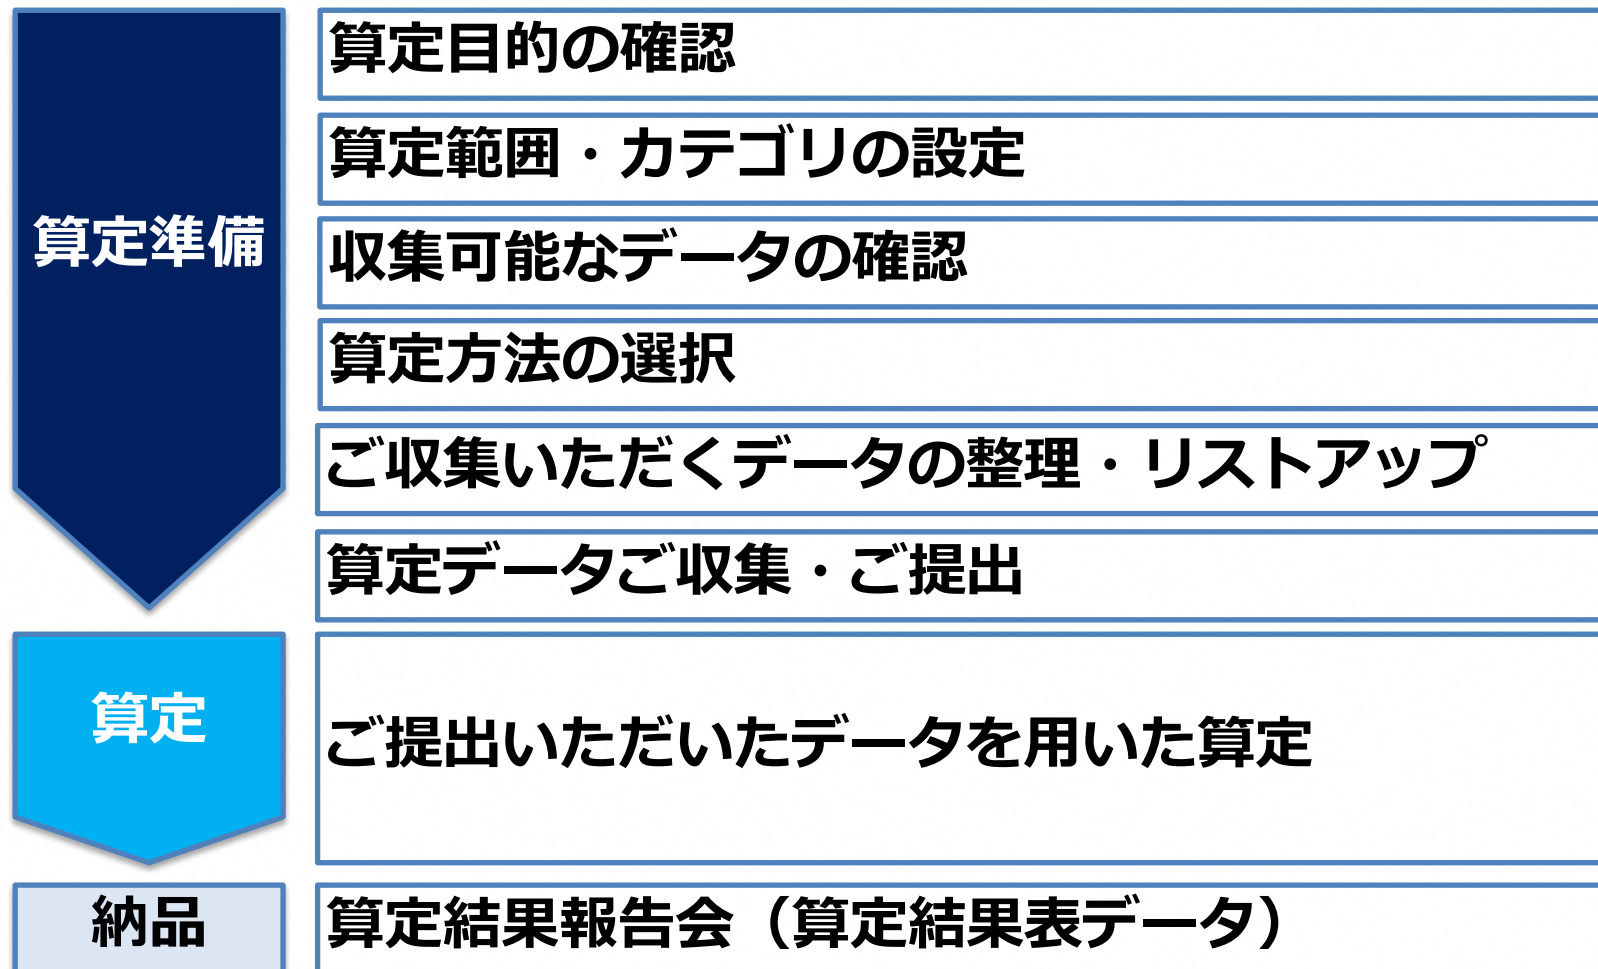 算定準備
算定目的の確認
算定範囲・カテゴリの設定
収集可能なデータの確認
算定方法の選択
ご収集いただくデータの整理・リストアップ
算定データご収集・ご提出
算定
ご提出いただいたデータを用いた算定
納品
算定結果報告会（算定結果表データ）